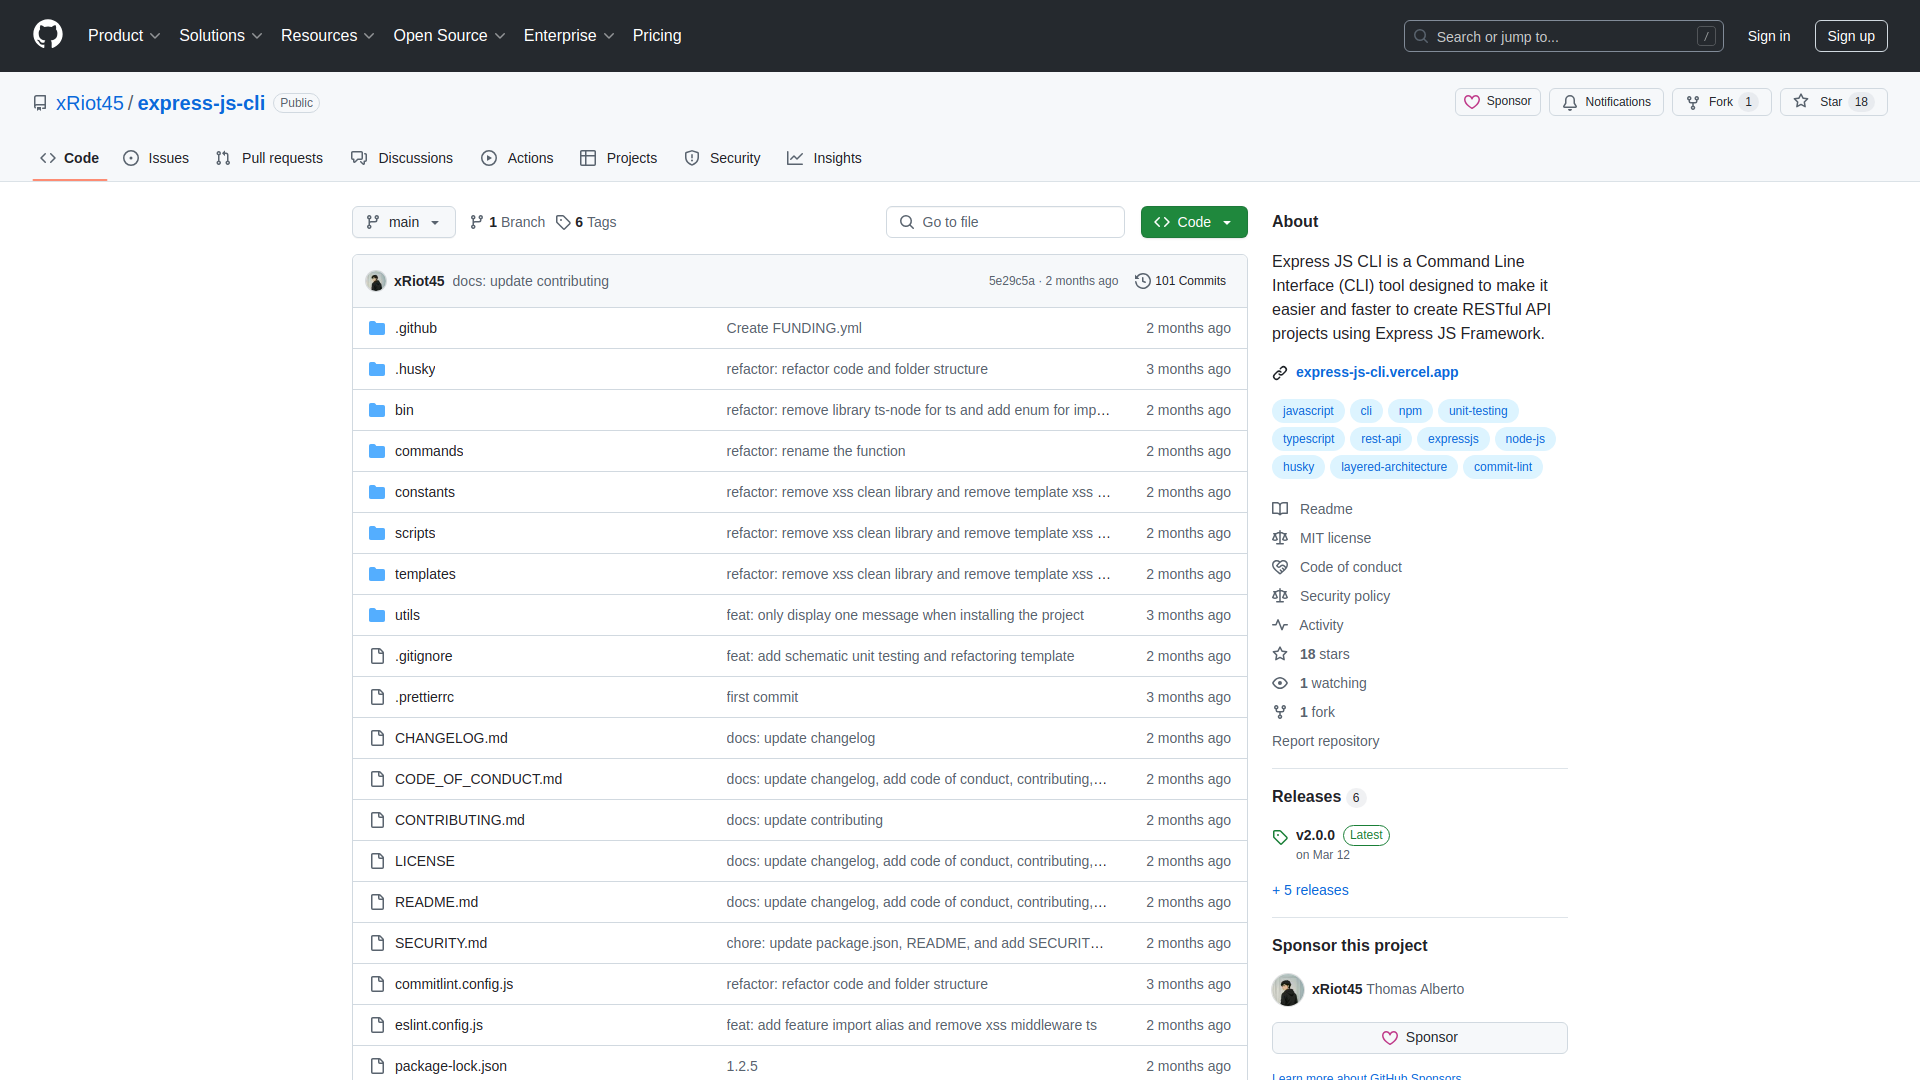 Product Solutions Resources Open Source Enterprise Pricing Search or jump to... / Sign in Sign up
xRiot45 / express-js-cli Public Sponsor Notifications Fork 1 Star 18
Code Issues Pull requests Discussions Actions Projects Security Insights
main 1 Branch 6 Tags Go to file Code
xRiot45 docs: update contributing 5e29c5a · 2 months ago 101 Commits
.github Create FUNDING.yml 2 months ago
.husky refactor: refactor code and folder structure 3 months ago
bin refactor: remove library ts-node for ts and add enum for imp… 2 months ago
commands refactor: rename the function 2 months ago
constants refactor: remove xss clean library and remove template xss … 2 months ago
scripts refactor: remove xss clean library and remove template xss … 2 months ago
templates refactor: remove xss clean library and remove template xss … 2 months ago
utils feat: only display one message when installing the project 3 months ago
.gitignore feat: add schematic unit testing and refactoring template 2 months ago
.prettierrc first commit 3 months ago
CHANGELOG.md docs: update changelog 2 months ago
CODE_OF_CONDUCT.md docs: update changelog, add code of conduct, contributing,… 2 months ago
CONTRIBUTING.md docs: update contributing 2 months ago
LICENSE docs: update changelog, add code of conduct, contributing,… 2 months ago
README.md docs: update changelog, add code of conduct, contributing,… 2 months ago
SECURITY.md chore: update package.json, README, and add SECURIT… 2 months ago
commitlint.config.js refactor: refactor code and folder structure 3 months ago
eslint.config.js feat: add feature import alias and remove xss middleware ts 2 months ago
package-lock.json 1.2.5 2 months ago
About
Express JS CLI is a Command Line
Interface (CLI) tool designed to make it
easier and faster to create RESTful API
projects using Express JS Framework.
express-js-cli.vercel.app
javascript cli npm unit-testing
typescript rest-api expressjs node-js
husky layered-architecture commit-lint
Readme
MIT license
Code of conduct
Security policy
Activity
18 stars
1 watching
1 fork
Report repository
Releases 6
v2.0.0 Latest
on Mar 12
+ 5 releases
Sponsor this project
xRiot45 Thomas Alberto
Sponsor
Learn more about GitHub Sponsors